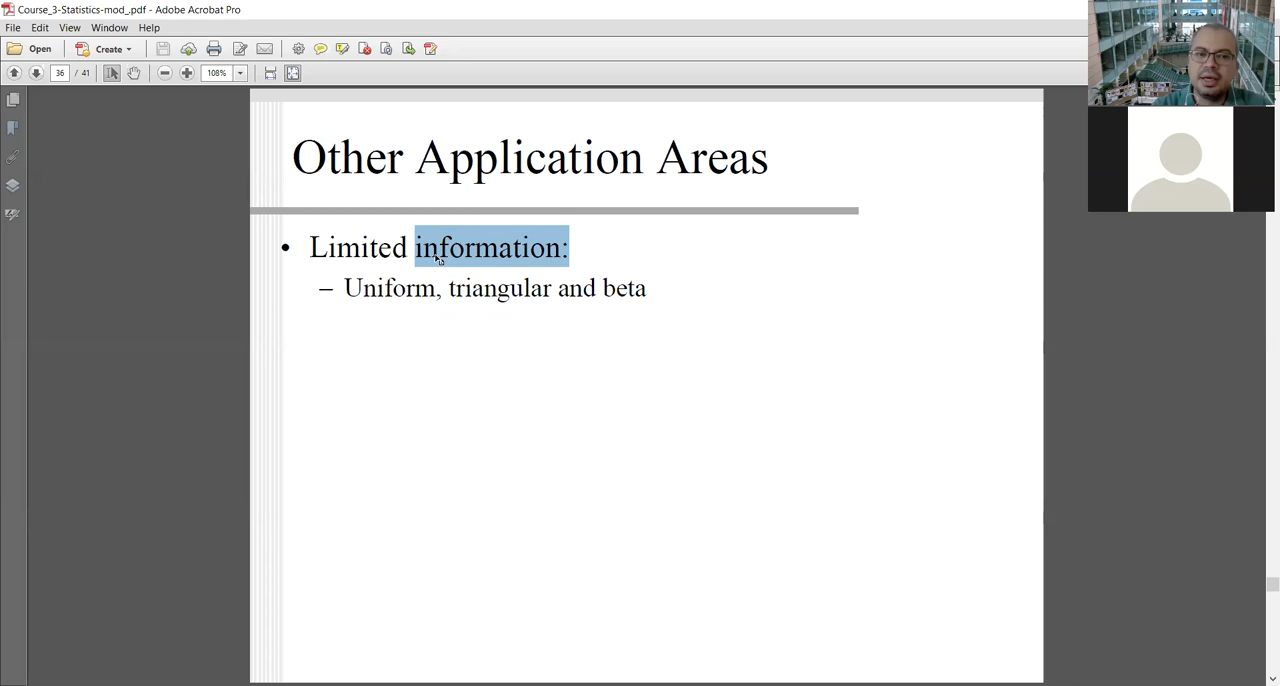 Course_3-Statistics-mod_.pdf - Adobe Acrobat Pro
File Edit View Window Help
Open Create
36 / 41 108%
Other Application Areas
• Limited information:
– Uniform, triangular and beta